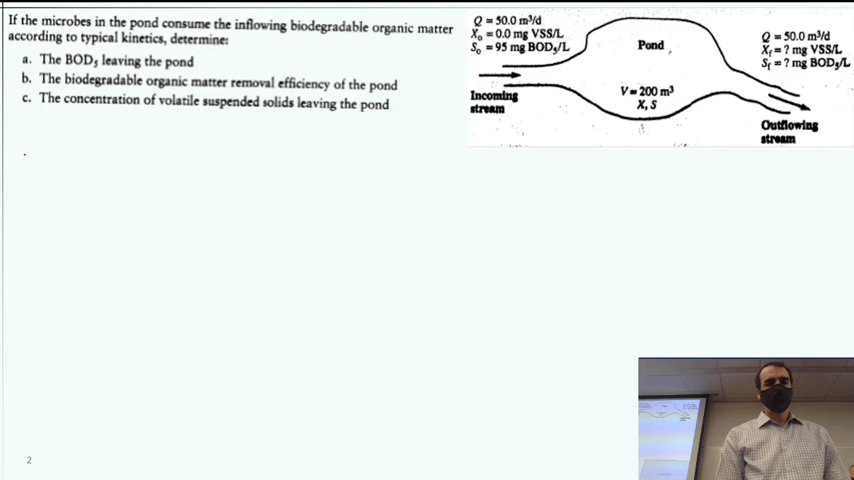 If the microbes in the pond consume the inflowing biodegradable organic matter
according to typical kinetics, determine:
a. The BOD₅ leaving the pond
b. The biodegradable organic matter removal efficiency of the pond
c. The concentration of volatile suspended solids leaving the pond
Q = 50.0 m³/d
X₀ = 0.0 mg VSS/L
S₀ = 95 mg BOD₅/L
Incoming
stream
Pond
V = 200 m³
X, S
Q = 50.0 m³/d
Xf = ? mg VSS/L
Sf = ? mg BOD₅/L
Outflowing
stream
2